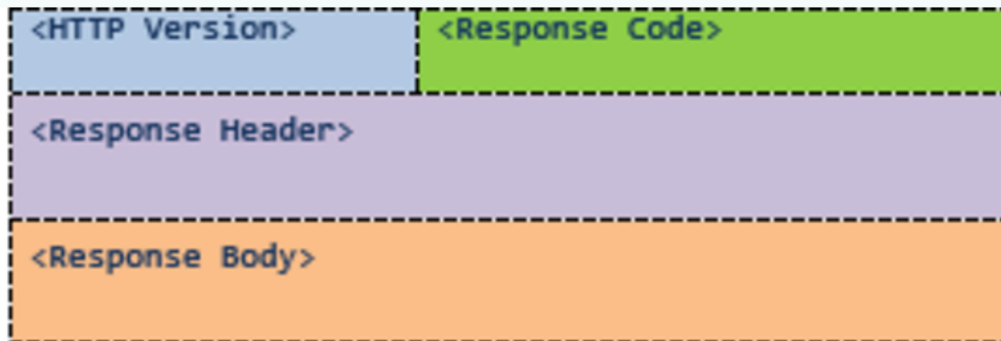 <HTTP Version> <Response Code>
<Response Header>
<Response Body>